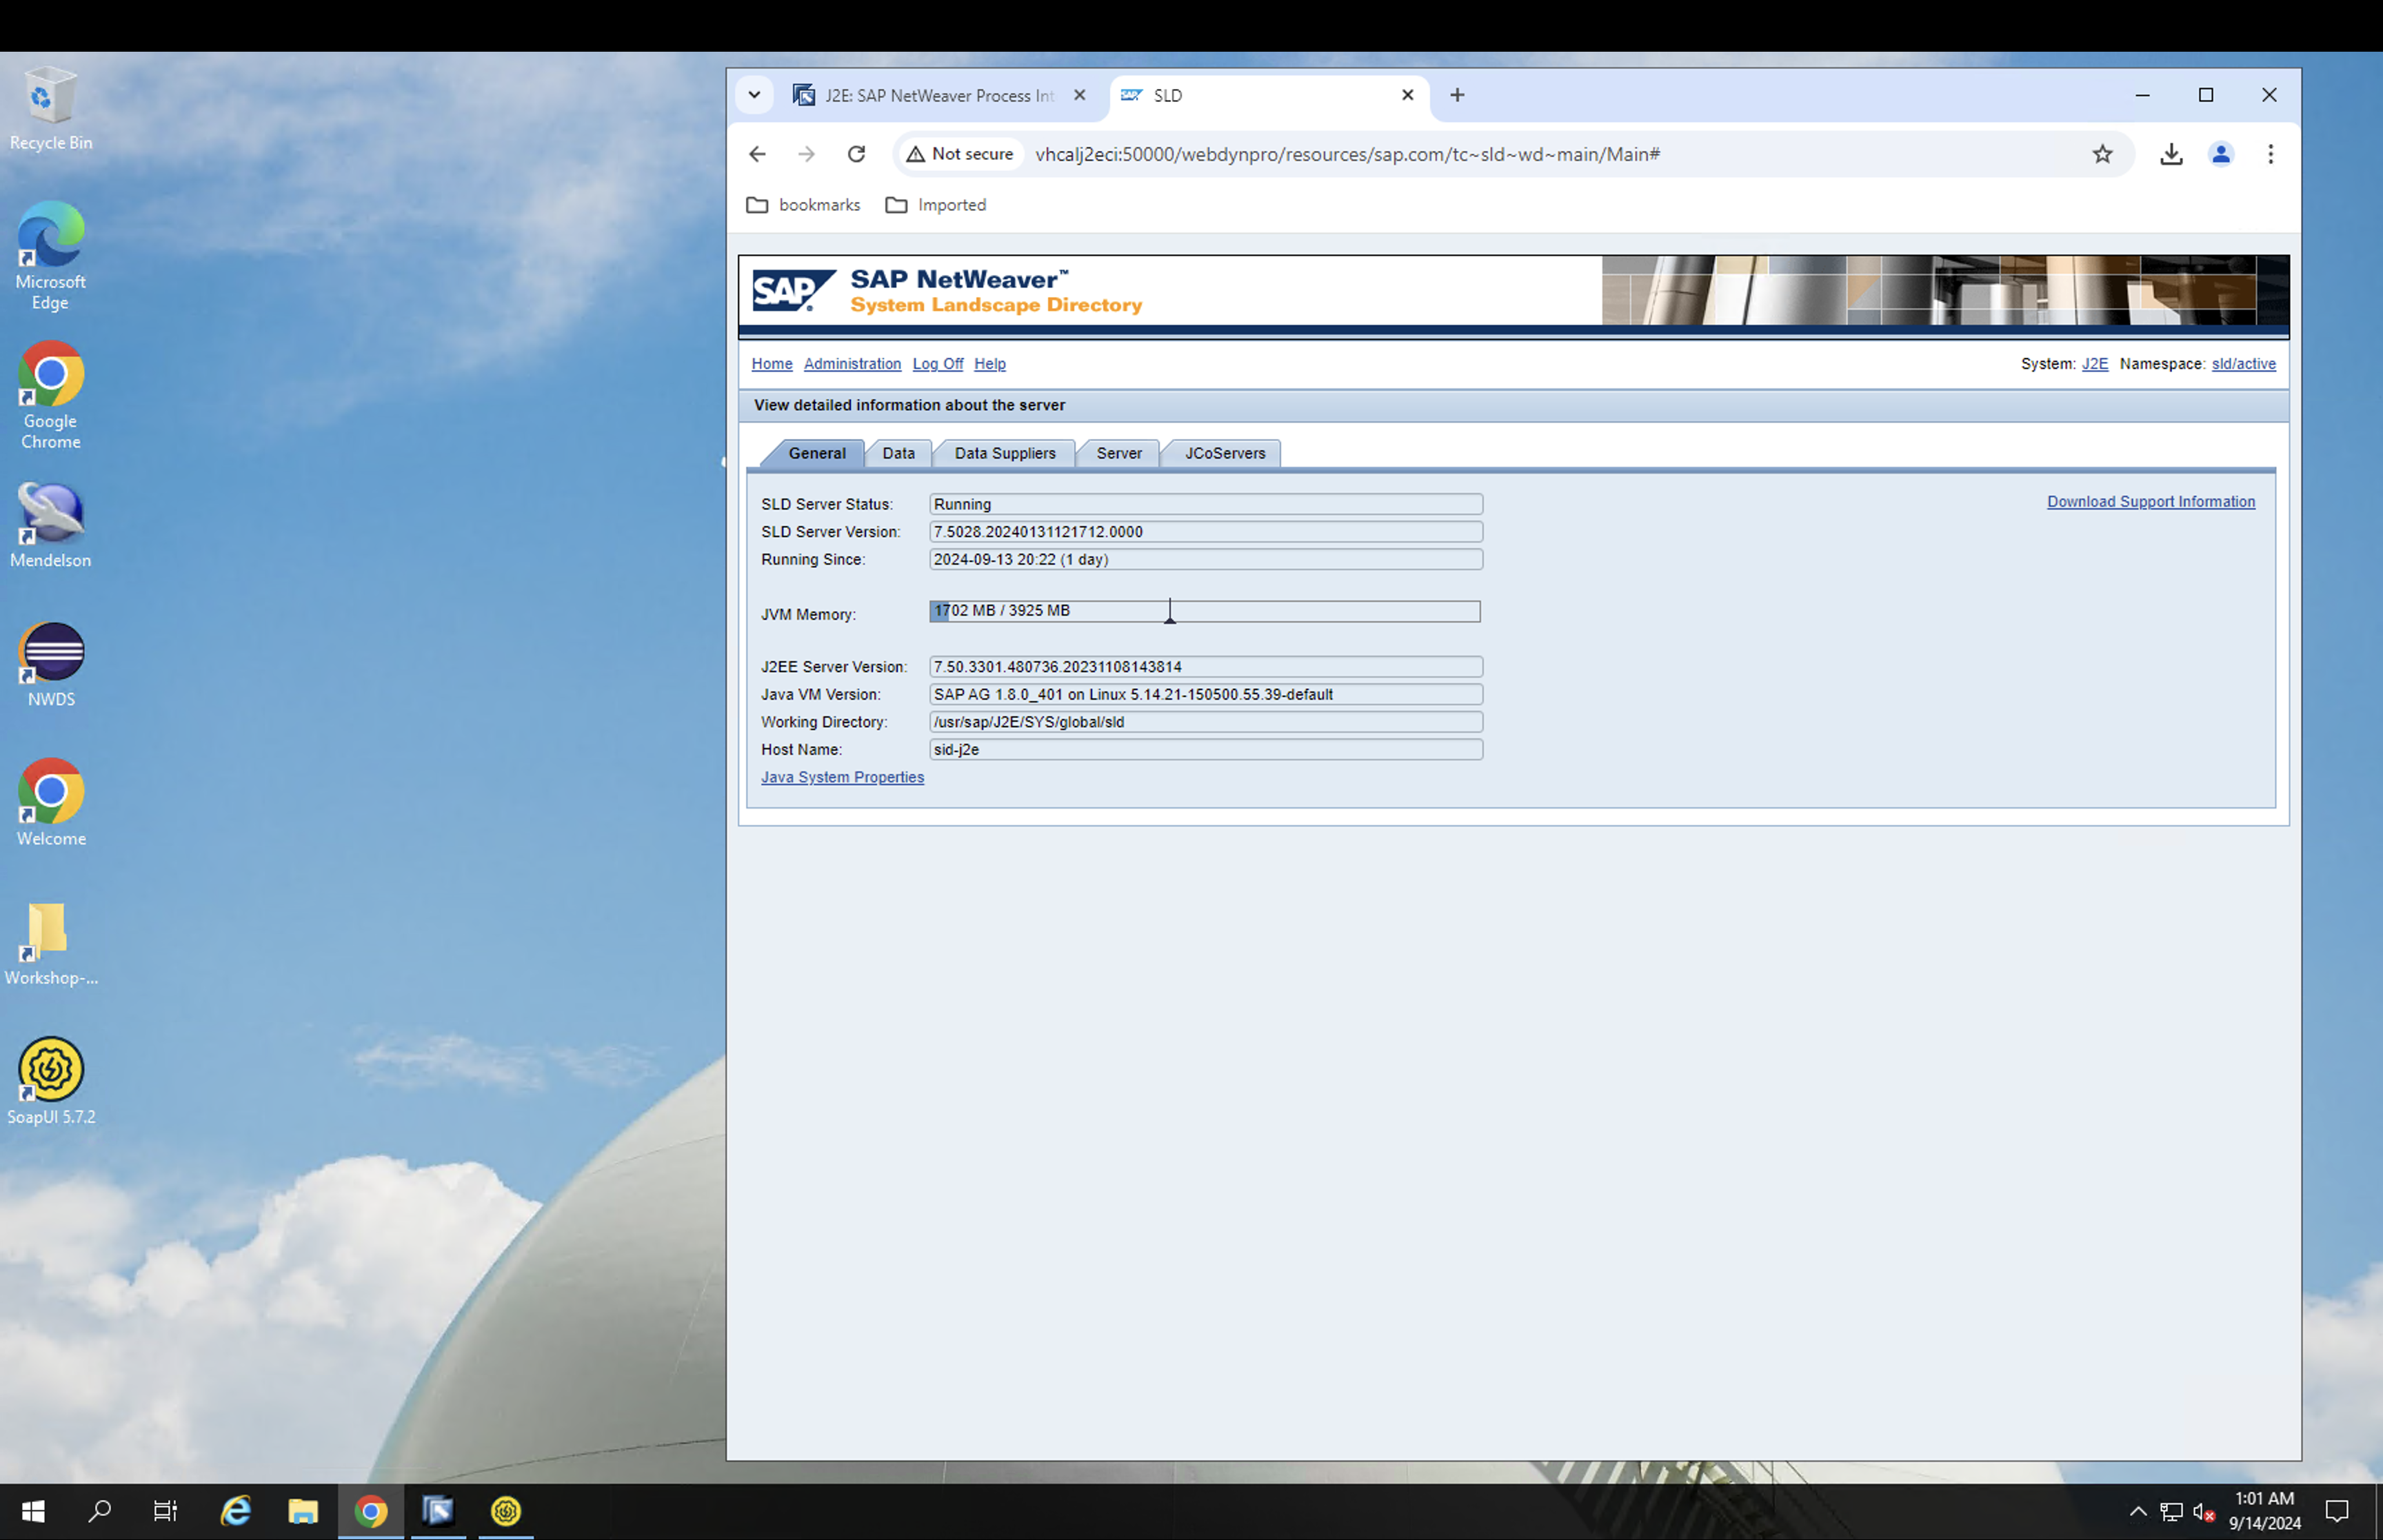 Recycle Bin
Microsoft
Edge
Google
Chrome
Mendelson
NWDS
Welcome
Workshop-...
SoapUI 5.7.2
J2E: SAP NetWeaver Process Int
SLD
Not secure
vhcalj2eci:50000/webdynpro/resources/sap.com/tc~sld~wd~main/Main#
bookmarks
Imported
SAP
SAP NetWeaver™
System Landscape Directory
Home Administration Log Off Help
System: J2E Namespace: sld/active
View detailed information about the server
General Data Data Suppliers Server JCoServers
SLD Server Status: Running
Download Support Information
SLD Server Version: 7.5028.20240131121712.0000
Running Since: 2024-09-13 20:22 (1 day)
JVM Memory: 1702 MB / 3925 MB
J2EE Server Version: 7.50.3301.480736.20231108143814
Java VM Version: SAP AG 1.8.0_401 on Linux 5.14.21-150500.55.39-default
Working Directory: /usr/sap/J2E/SYS/global/sld
Host Name: sid-j2e
Java System Properties
1:01 AM
9/14/2024